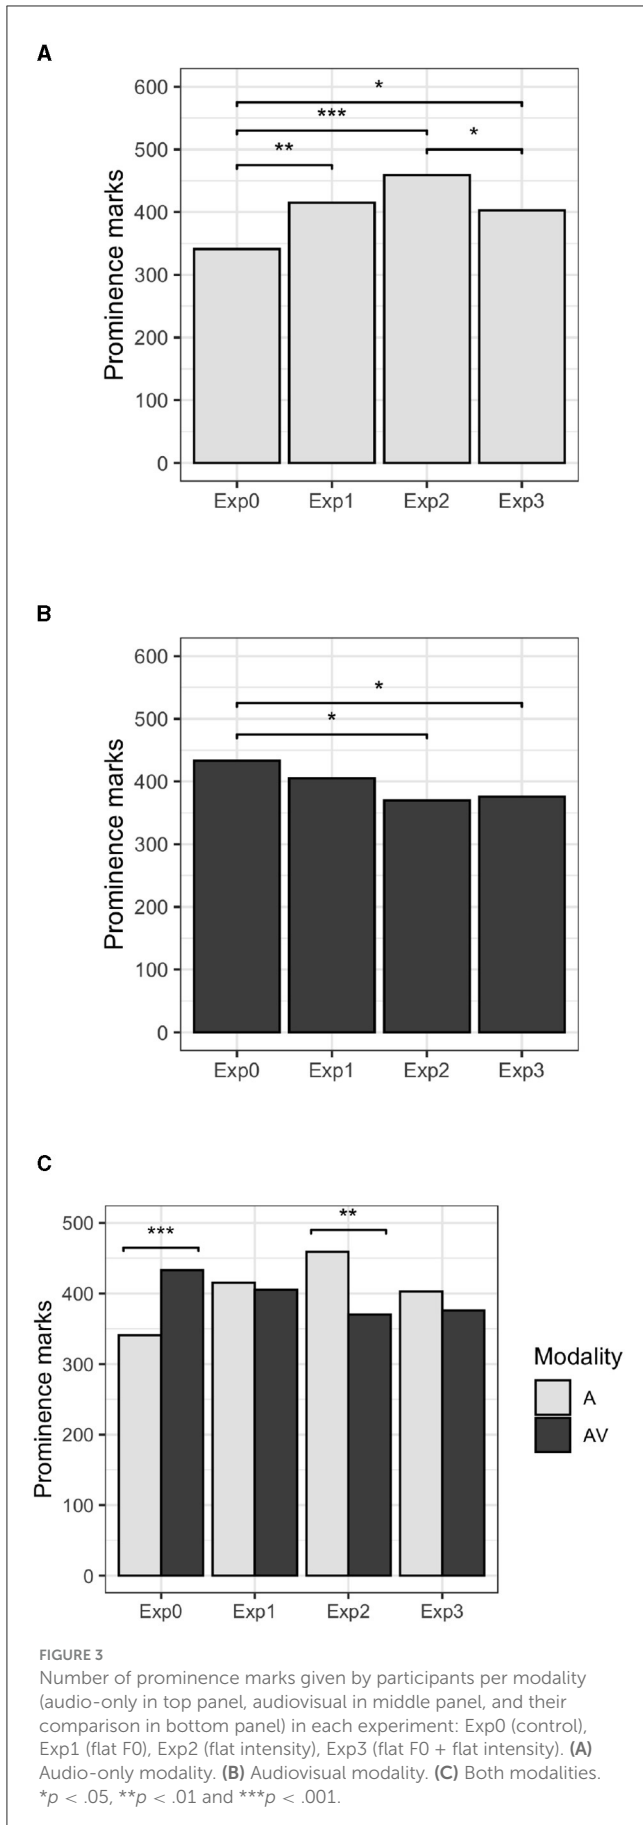 A
600
500
400
300
200
100
0
Prominence marks
*
***
*
**
Exp0 Exp1 Exp2 Exp3
B
600
500
400
300
200
100
0
Prominence marks
*
*
Exp0 Exp1 Exp2 Exp3
C
500
400
300
200
100
0
Prominence marks
***
**
Exp0 Exp1 Exp2 Exp3
Modality
A
AV
FIGURE 3
Number of prominence marks given by participants per modality
(audio-only in top panel, audiovisual in middle panel, and their
comparison in bottom panel) in each experiment: Exp0 (control),
Exp1 (flat F0), Exp2 (flat intensity), Exp3 (flat F0 + flat intensity). (A)
Audio-only modality. (B) Audiovisual modality. (C) Both modalities.
*p < .05, **p < .01 and ***p < .001.